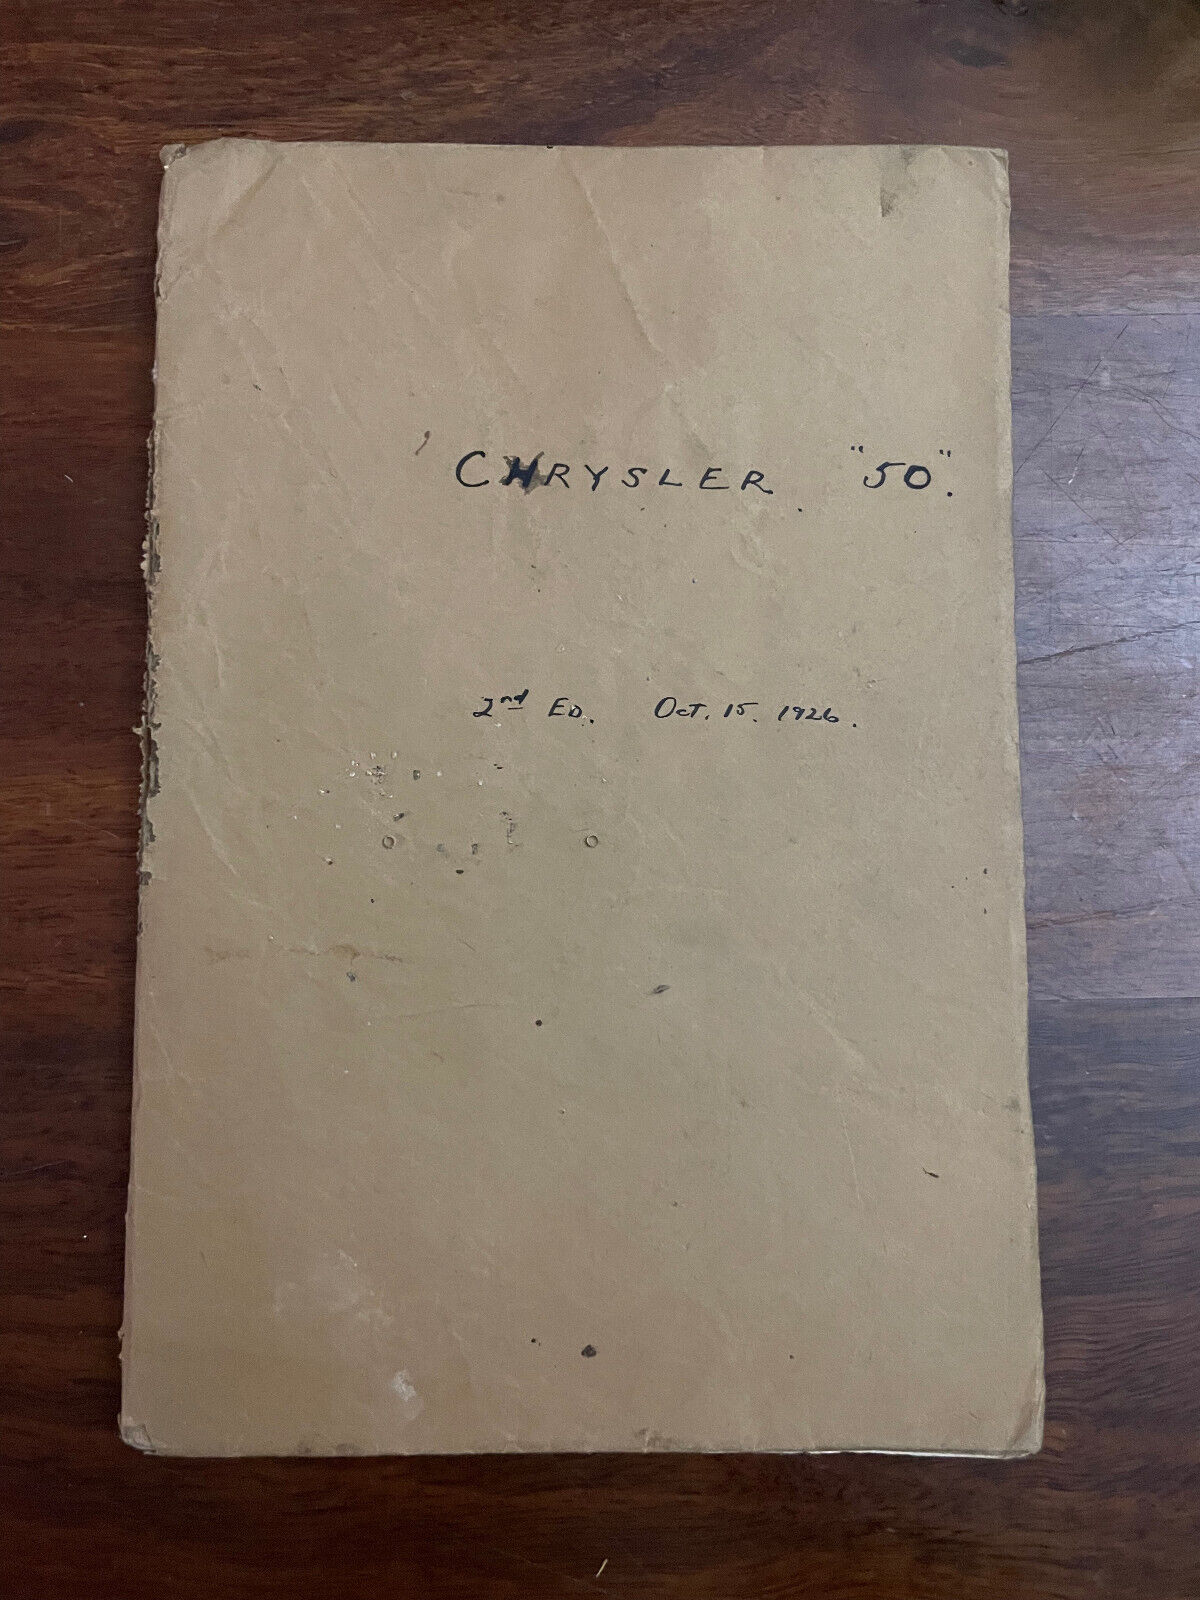 CHRYSLER "50".
2nd ED. OCT. 15. 1926.